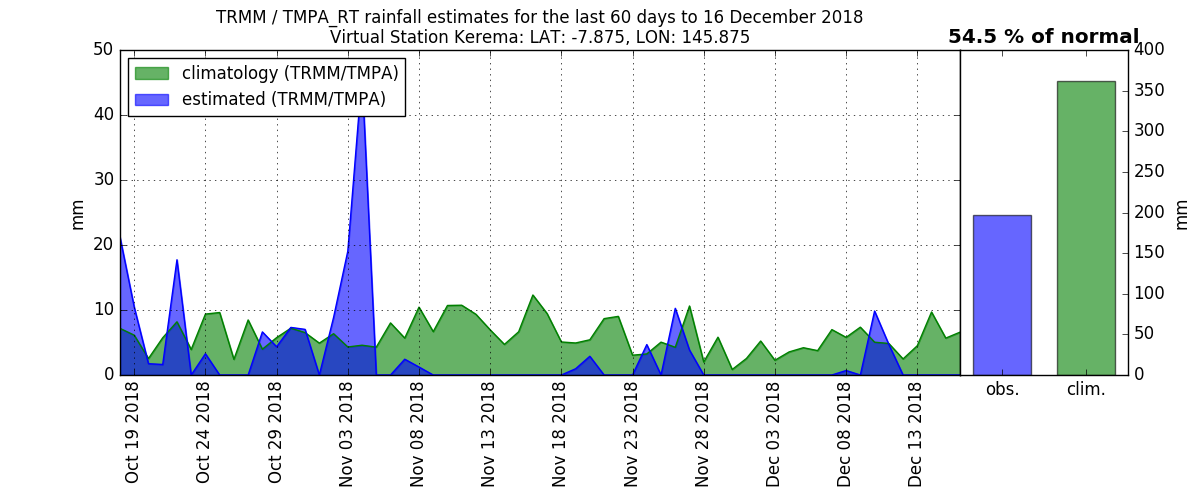 TRMM / TMPA_RT rainfall estimates for the last 60 days to 16 December 2018
Virtual Station Kerema: LAT: -7.875, LON: 145.875
54.5 % of normal
climatology (TRMM/TMPA)
estimated (TRMM/TMPA)
50
40
30
20
10
0
mm
Oct 19 2018
Oct 24 2018
Oct 29 2018
Nov 03 2018
Nov 08 2018
Nov 13 2018
Nov 18 2018
Nov 23 2018
Nov 28 2018
Dec 03 2018
Dec 08 2018
Dec 13 2018
400
350
300
250
200
150
100
50
0
mm
obs.
clim.